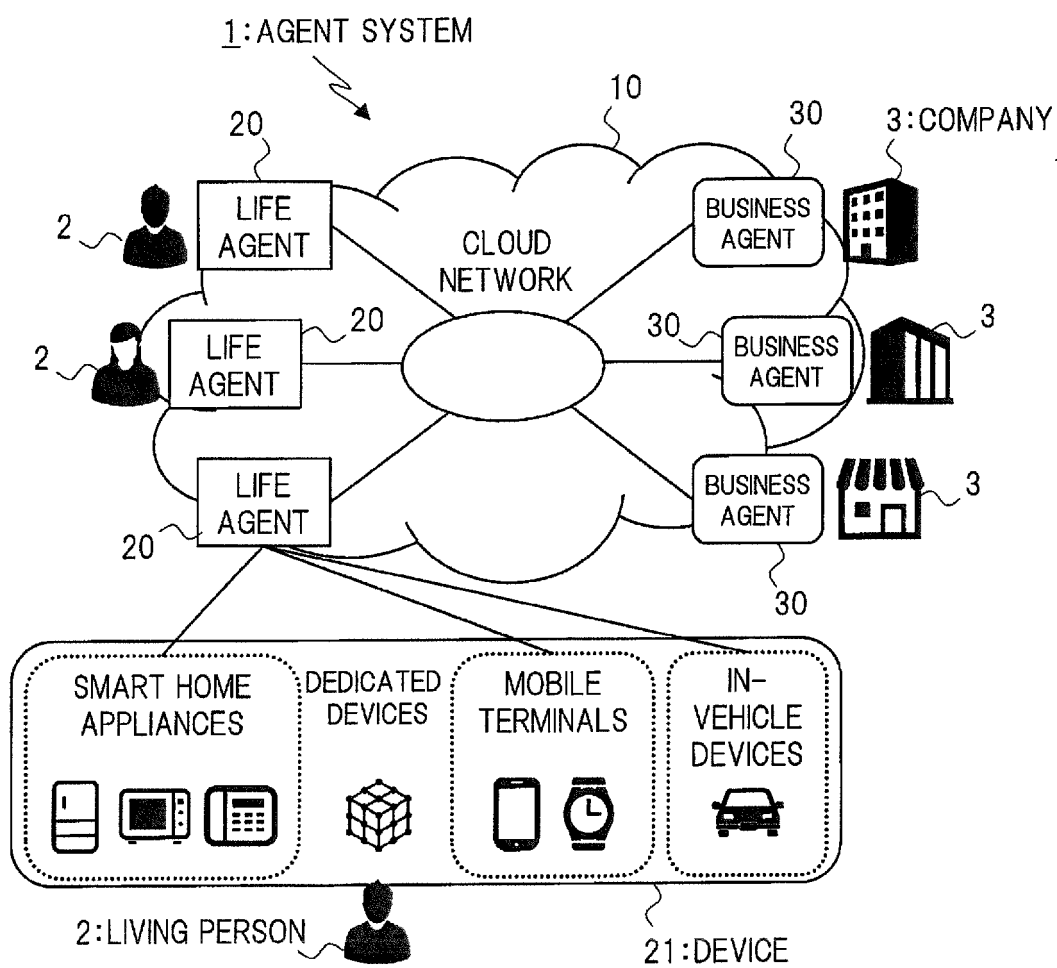 1:AGENT SYSTEM
10
20
30
3:COMPANY
2
LIFE
AGENT
CLOUD
NETWORK
BUSINESS
AGENT
2
20
LIFE
AGENT
30
BUSINESS
AGENT
3
20
LIFE
AGENT
BUSINESS
AGENT
3
30
SMART HOME
APPLIANCES
DEDICATED
DEVICES
MOBILE
TERMINALS
IN-
VEHICLE
DEVICES
2:LIVING PERSON
21:DEVICE